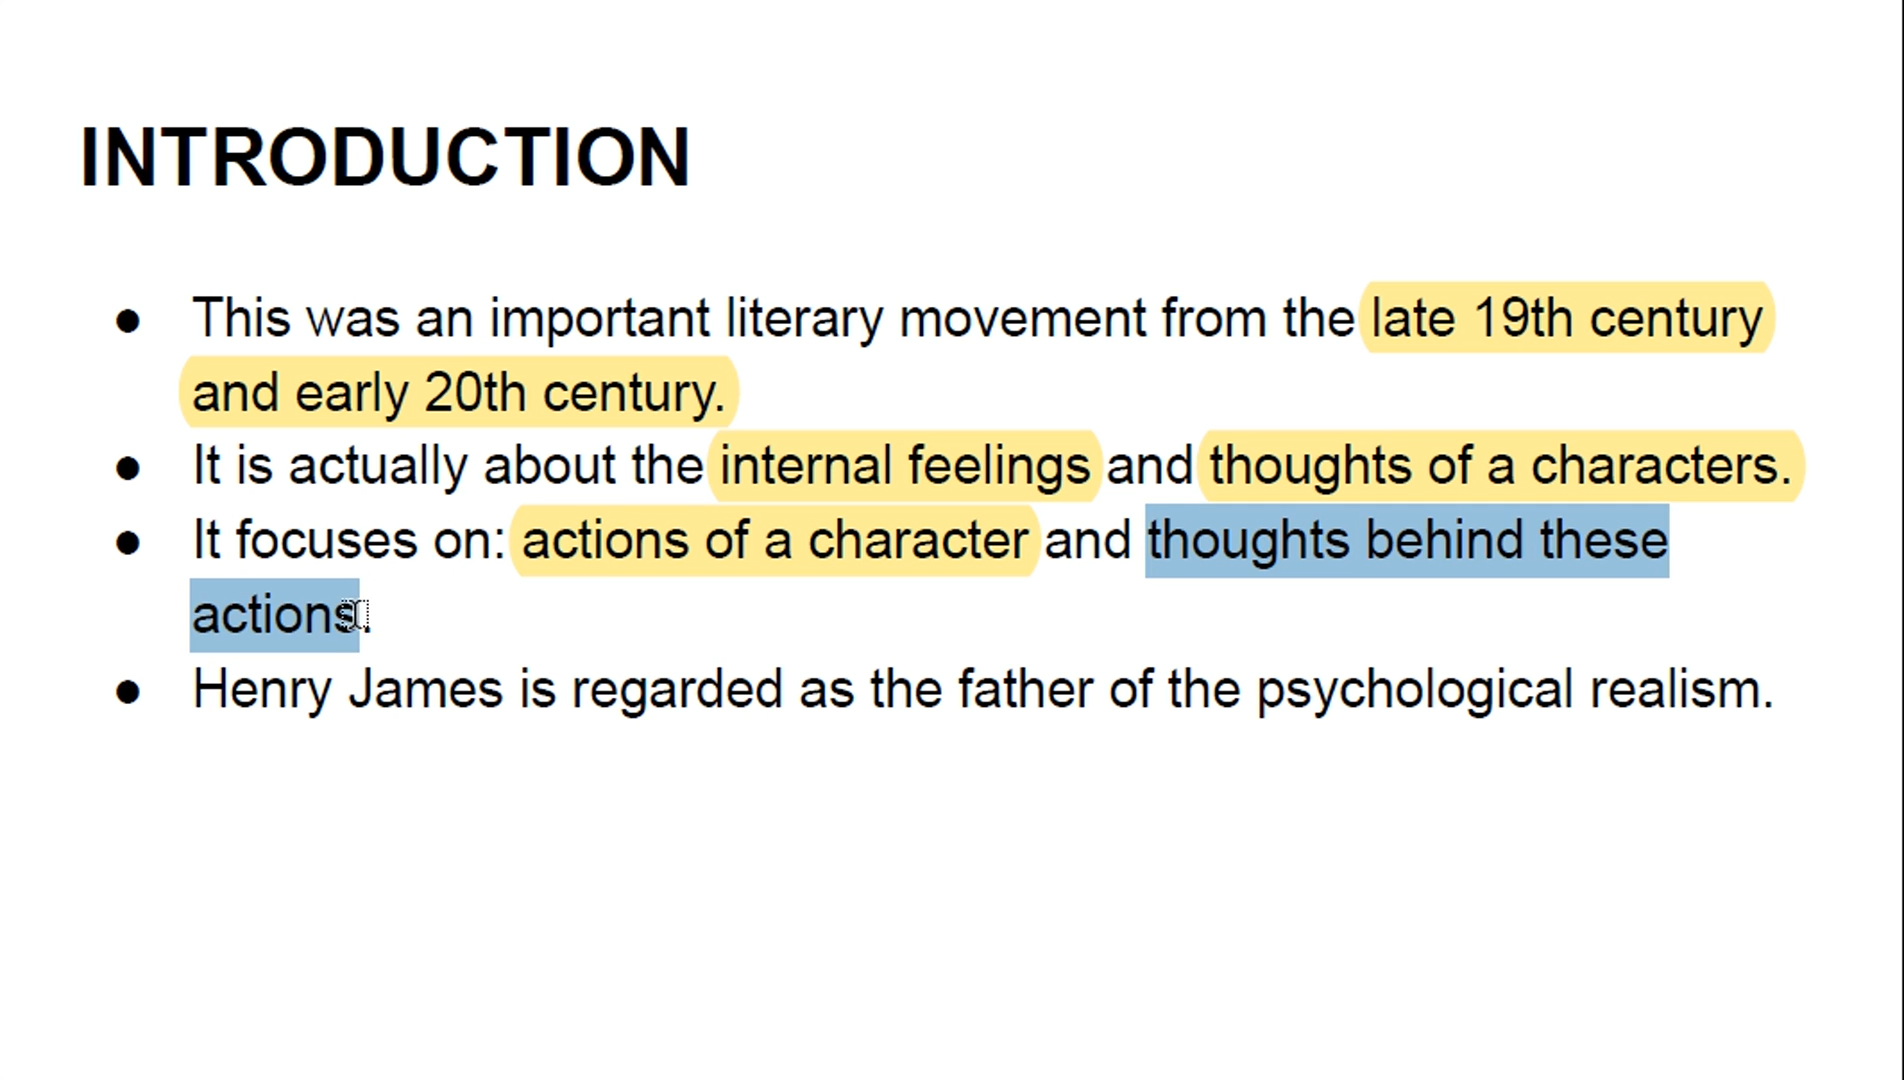 INTRODUCTION
● This was an important literary movement from the late 19th century
and early 20th century.
● It is actually about the internal feelings and thoughts of a characters.
● It focuses on: actions of a character and thoughts behind these
actions.
● Henry James is regarded as the father of the psychological realism.